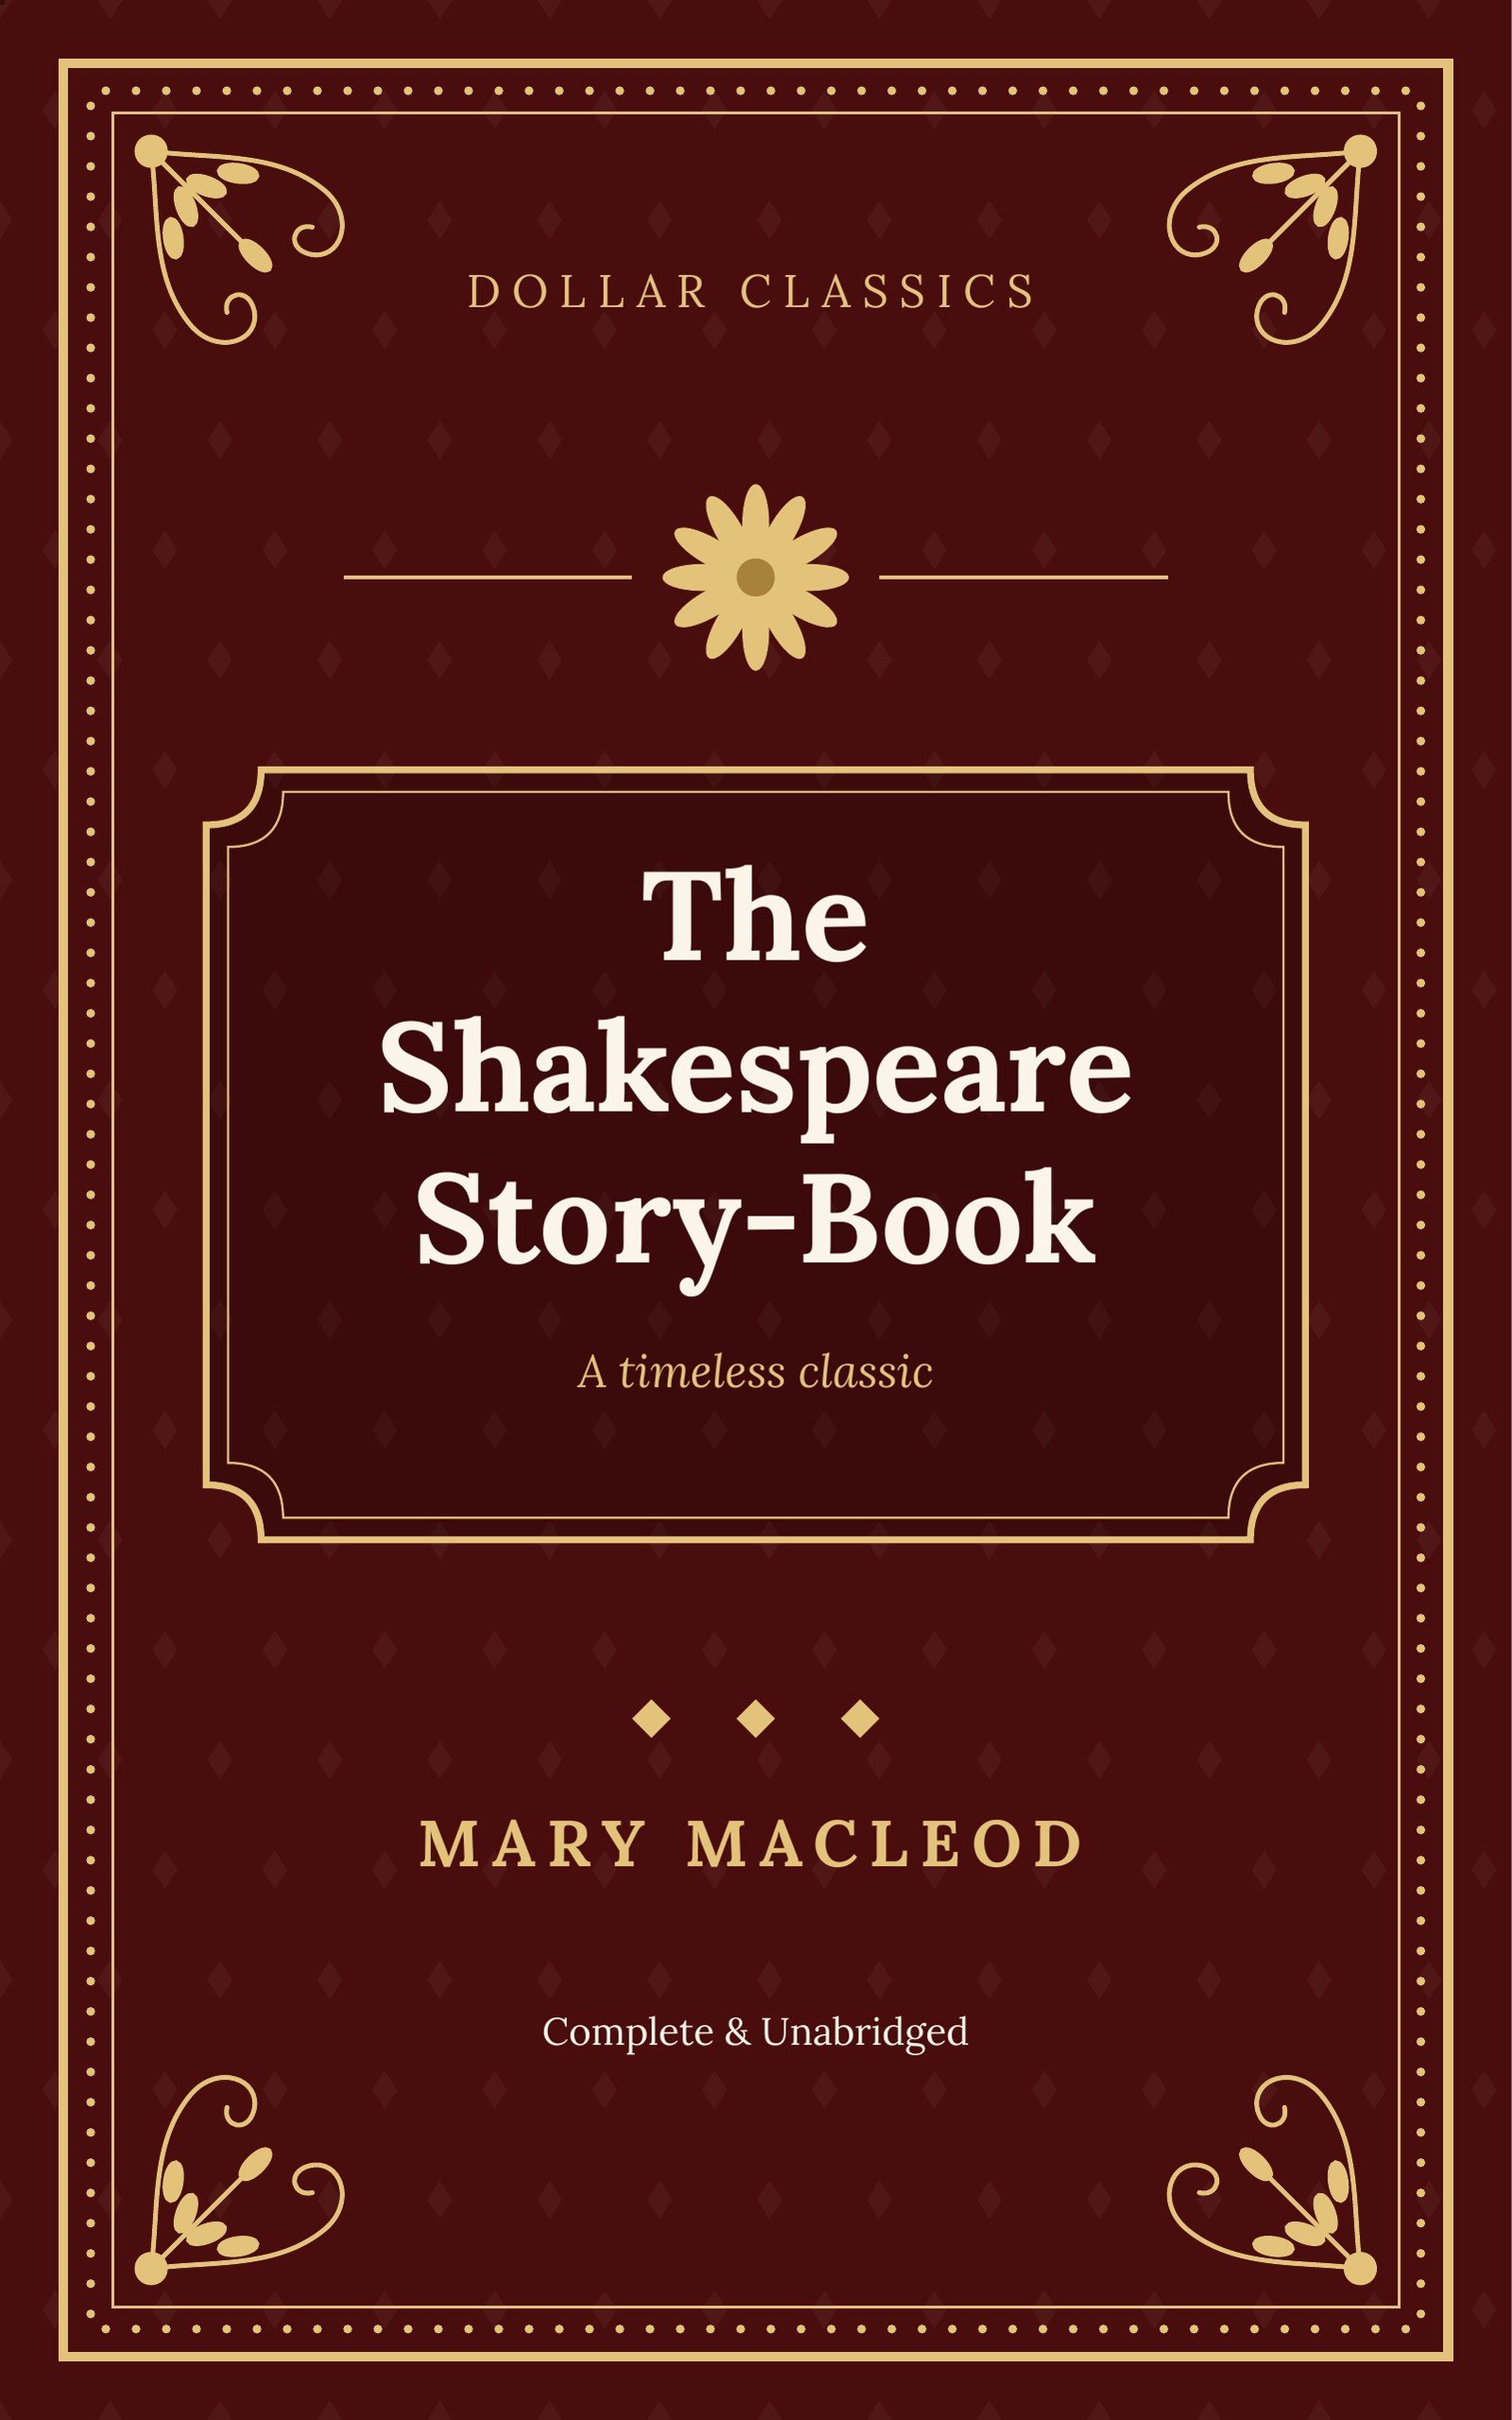 DOLLAR CLASSICS
The
Shakespeare
Story-Book
A timeless classic
MARY MACLEOD
Complete & Unabridged